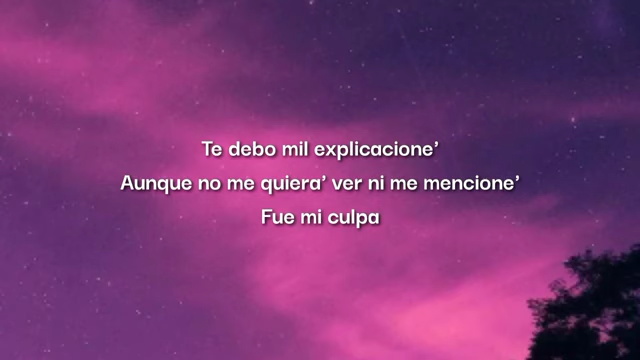 Te debo mil explicacione’
Aunque no me quiera’ ver ni me mencione’
Fue mi culpa